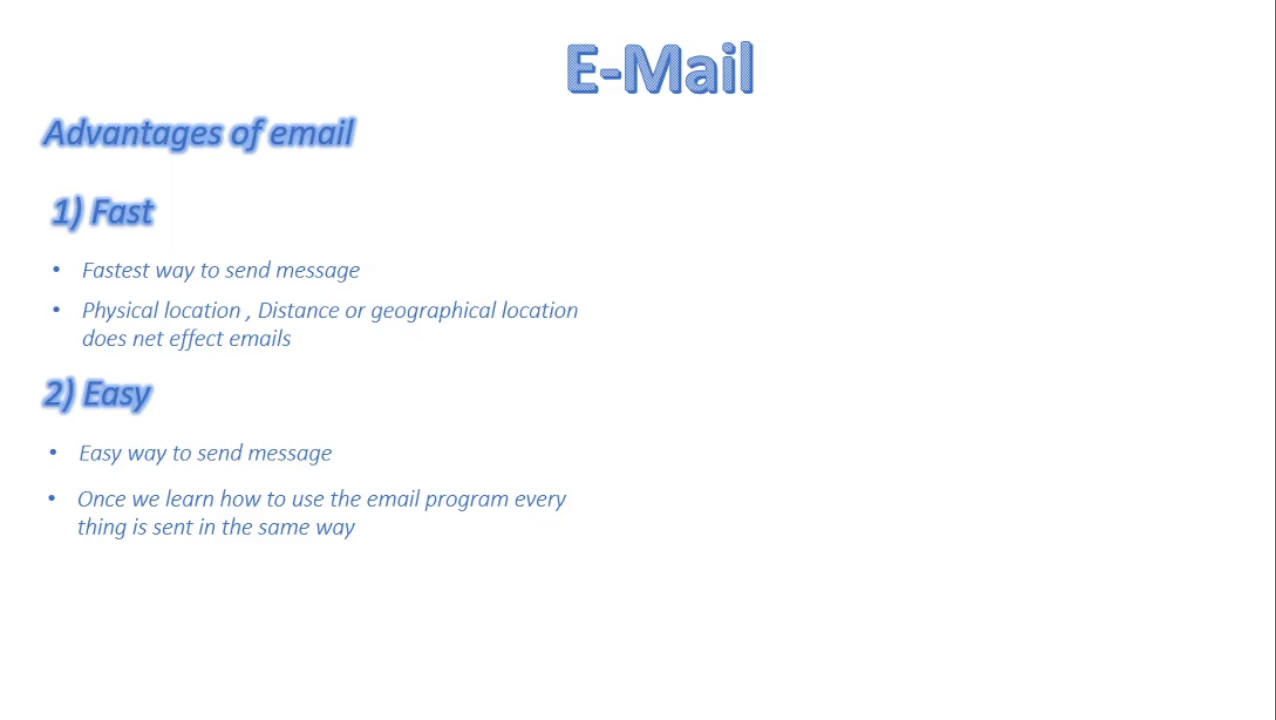 E-Mail
Advantages of email
1) Fast
• Fastest way to send message
• Physical location , Distance or geographical location
does net effect emails
2) Easy
• Easy way to send message
• Once we learn how to use the email program every
thing is sent in the same way